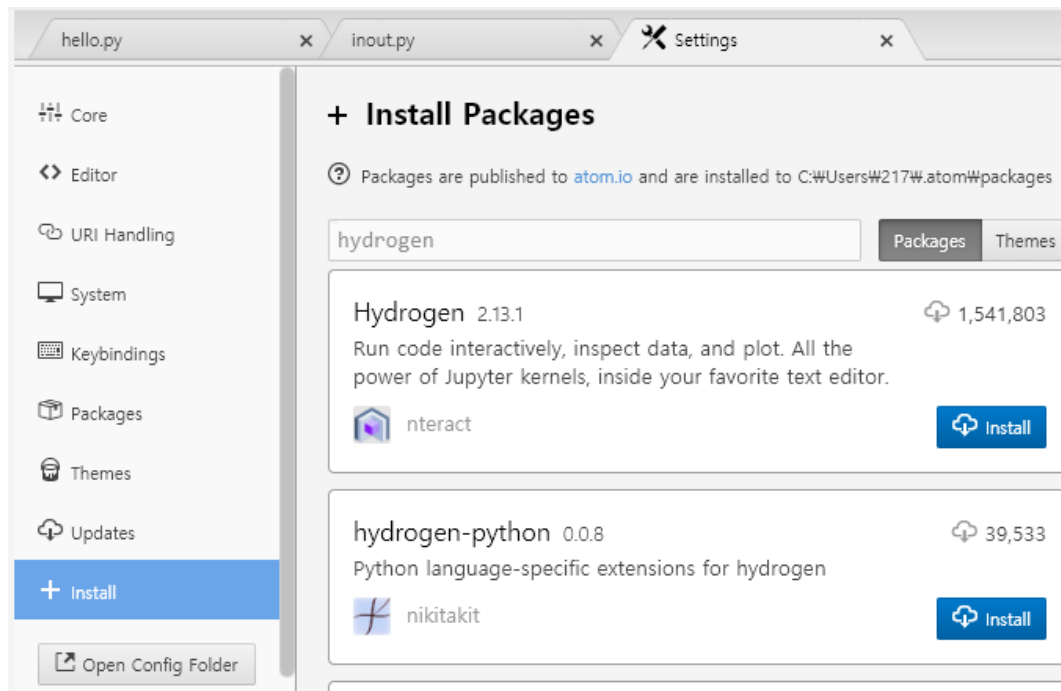 hello.py
inout.py
Settings
Core
Editor
URI Handling
System
Keybindings
Packages
Themes
Updates
Install
Open Config Folder
Install Packages
Packages are published to atom.io and are installed to C:₩Users₩217₩.atom₩packages
hydrogen
Packages Themes
Hydrogen 2.13.1
1,541,803
Run code interactively, inspect data, and plot. All the
power of Jupyter kernels, inside your favorite text editor.
nteract
Install
hydrogen-python 0.0.8
39,533
Python language-specific extensions for hydrogen
nikitakit
Install